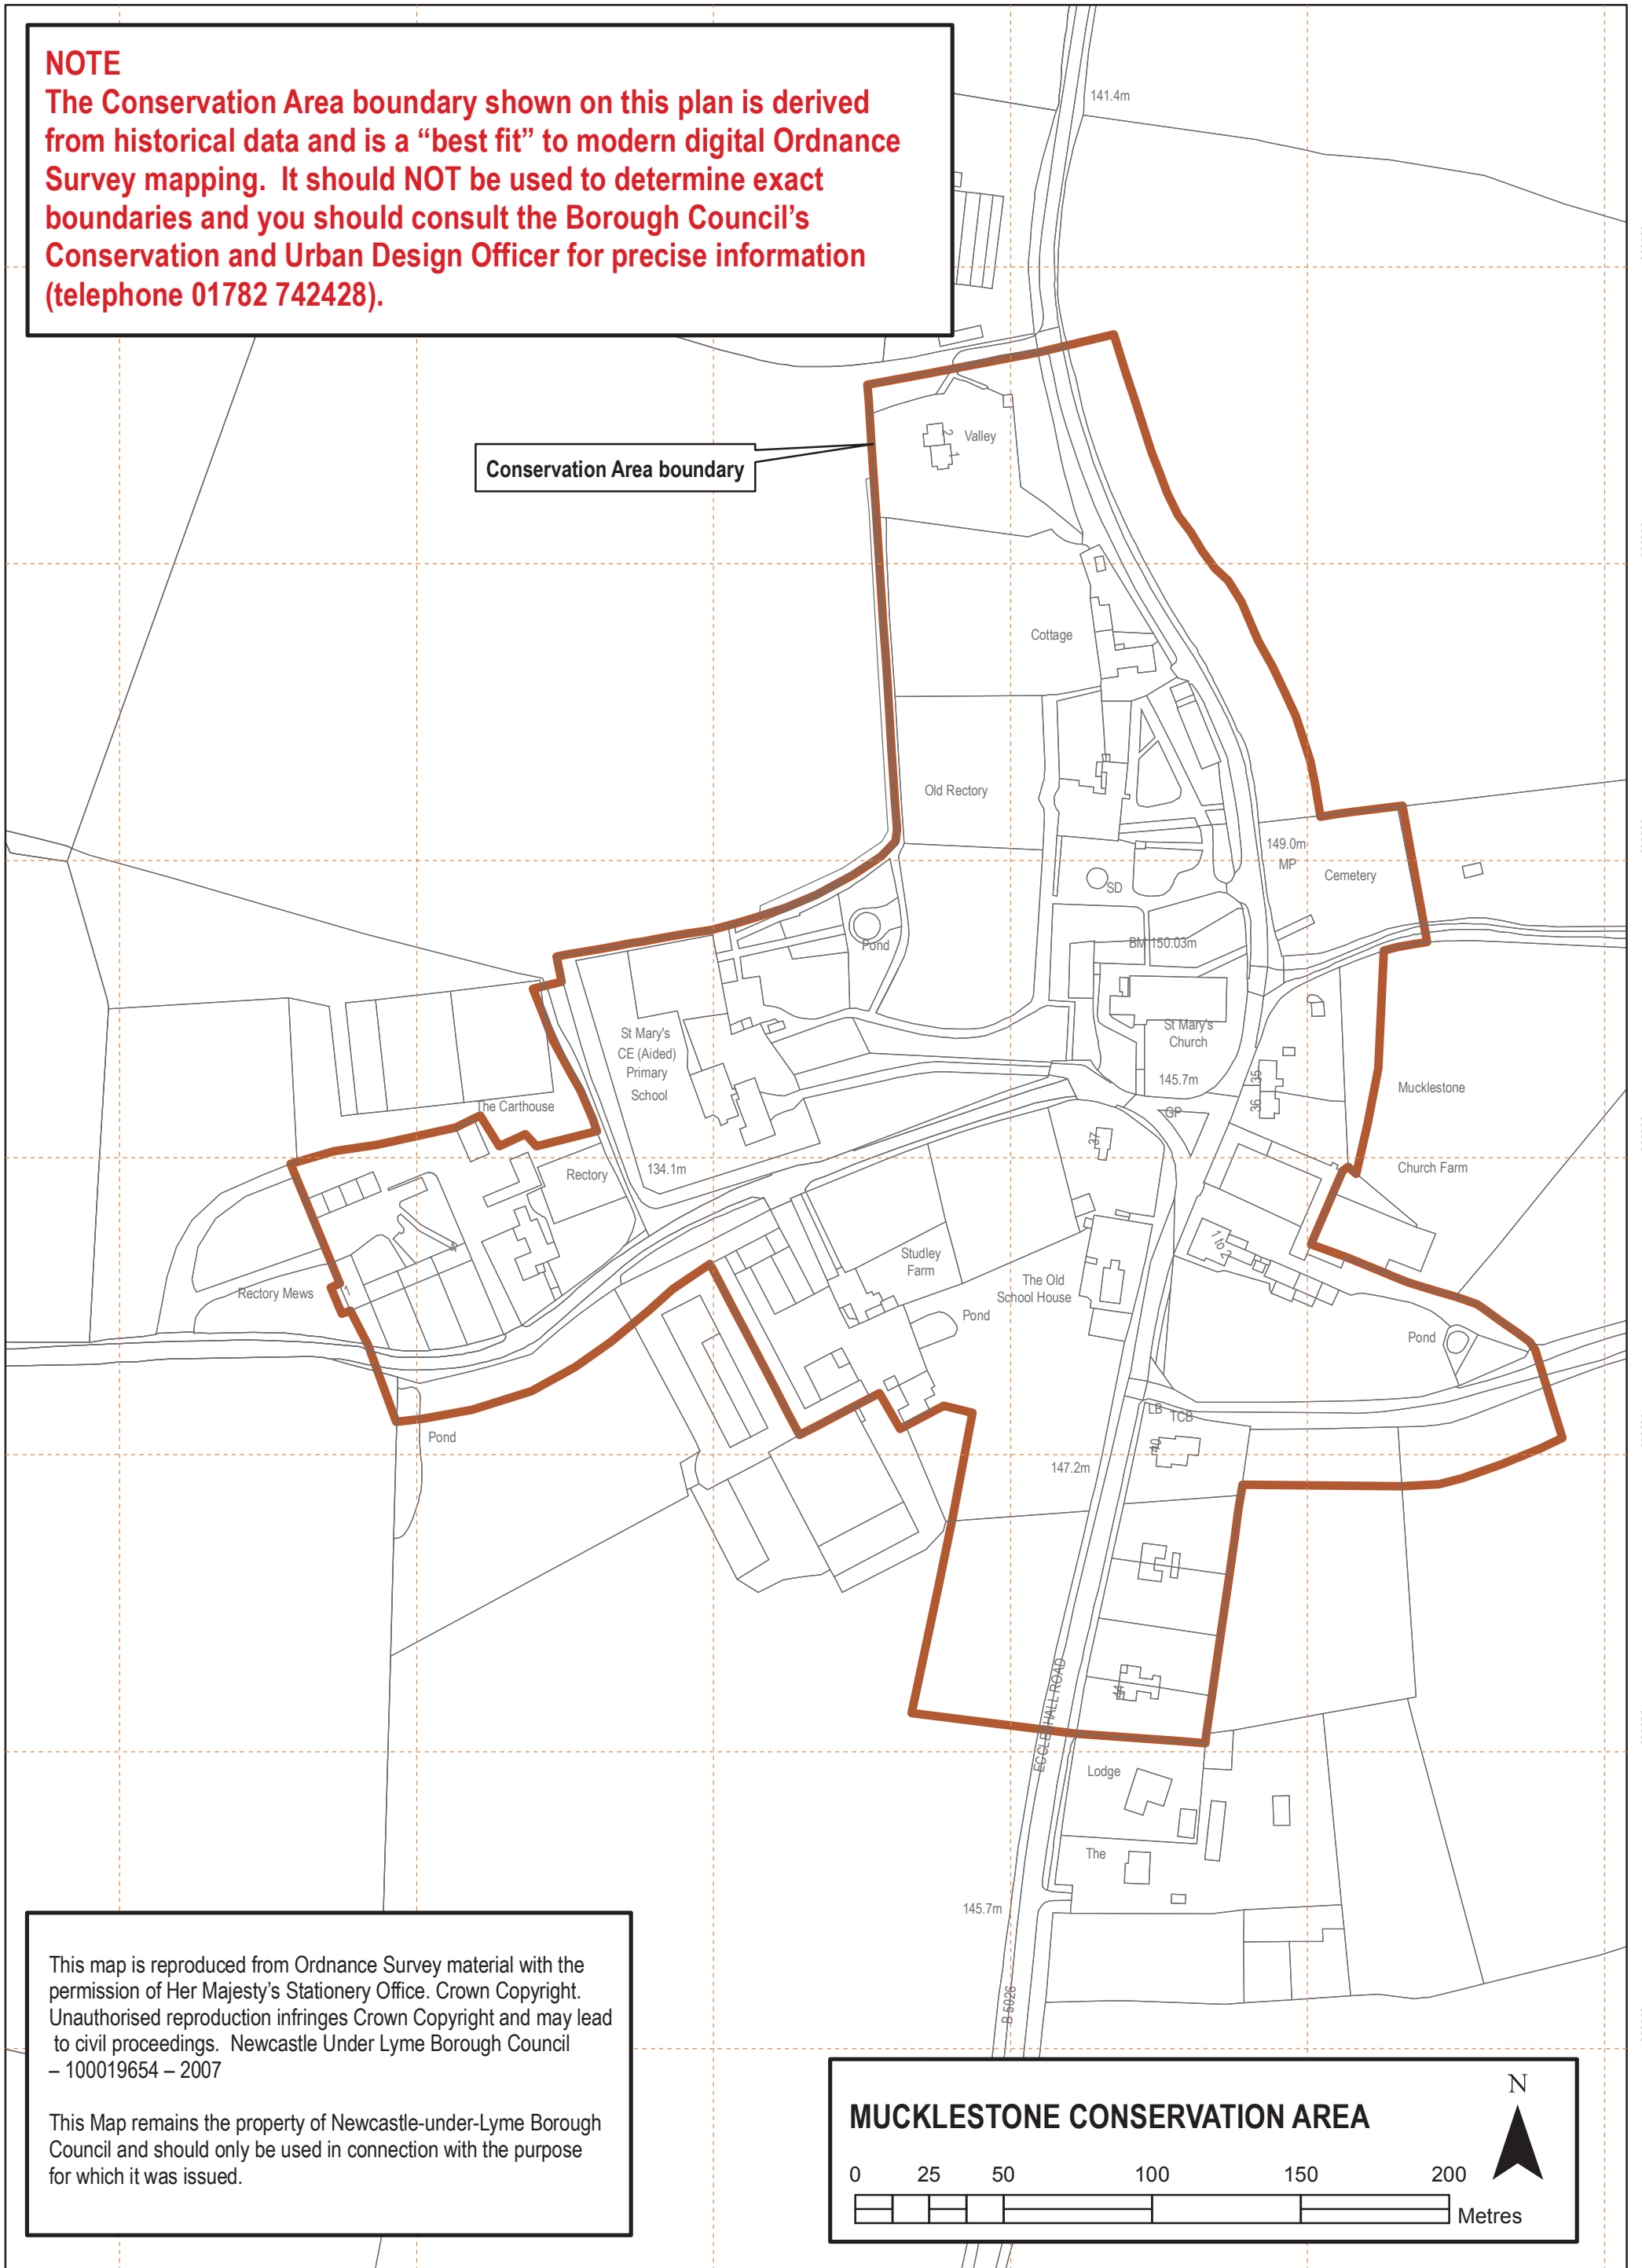 NOTE
The Conservation Area boundary shown on this plan is derived
from historical data and is a “best fit” to modern digital Ordnance
Survey mapping. It should NOT be used to determine exact
boundaries and you should consult the Borough Council’s
Conservation and Urban Design Officer for precise information
(telephone 01782 742428).
141.4m
Conservation Area boundary
2
1
Valley
Cottage
Old Rectory
149.0m
MP
Cemetery
SD
Pond
BM 150.03m
St Mary's
CE (Aided)
Primary
School
St Mary's
Church
145.7m
35
36
GP
37
Mucklestone
Church Farm
The Carthouse
Rectory
134.1m
4
1
Rectory Mews
Studley
Farm
The Old
School House
Pond
1 to 2
Pond
LB
TCB
40
Pond
147.2m
44
ECCLESHALL ROAD
Lodge
The
145.7m
B 5026
This map is reproduced from Ordnance Survey material with the
permission of Her Majesty’s Stationery Office. Crown Copyright.
Unauthorised reproduction infringes Crown Copyright and may lead
to civil proceedings. Newcastle Under Lyme Borough Council
– 100019654 – 2007
This Map remains the property of Newcastle-under-Lyme Borough
Council and should only be used in connection with the purpose
for which it was issued.
MUCKLESTONE CONSERVATION AREA
N
0 25 50 100 150 200
Metres